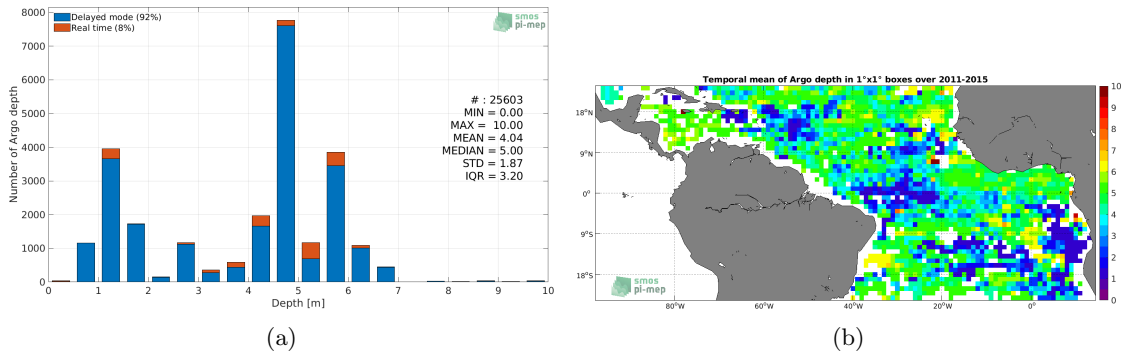 Delayed mode (92%)
Real time (8%)
smos
pi-mep
8000
7000
6000
5000
4000
3000
2000
1000
0
Number of Argo depth
# : 25603
MIN = 0.00
MAX = 10.00
MEAN = 4.04
MEDIAN = 5.00
STD = 1.87
IQR = 3.20
0 1 2 3 4 5 6 7 8 9 10
Depth [m]
(a)
Temporal mean of Argo depth in 1°x1° boxes over 2011-2015
18°N
9°N
0°
9°S
18°S
80°W 60°W 40°W 20°W 0°
10
9
8
7
6
5
4
3
2
1
0
smos
pi-mep
(b)